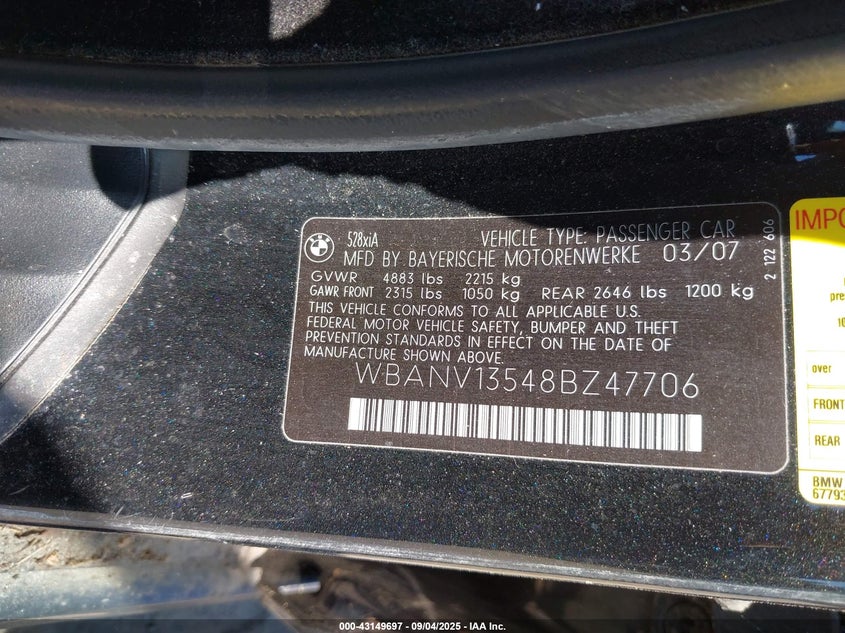 528xiA VEHICLE TYPE: PASSENGER CAR
MFD BY BAYERISCHE MOTORENWERKE 03/07
GVWR 4883 lbs 2215 kg
GAWR FRONT 2315 lbs 1050 kg REAR 2646 lbs 1200 kg
THIS VEHICLE CONFORMS TO ALL APPLICABLE U.S.
FEDERAL MOTOR VEHICLE SAFETY, BUMPER AND THEFT
PREVENTION STANDARDS IN EFFECT ON THE DATE OF
MANUFACTURE SHOWN ABOVE.
WBANV13548BZ47706
2 122 606
IMPO
pre
over
FRONT
REAR
BMW
6779
000-43149697 - 09/04/2025 - IAA Inc.